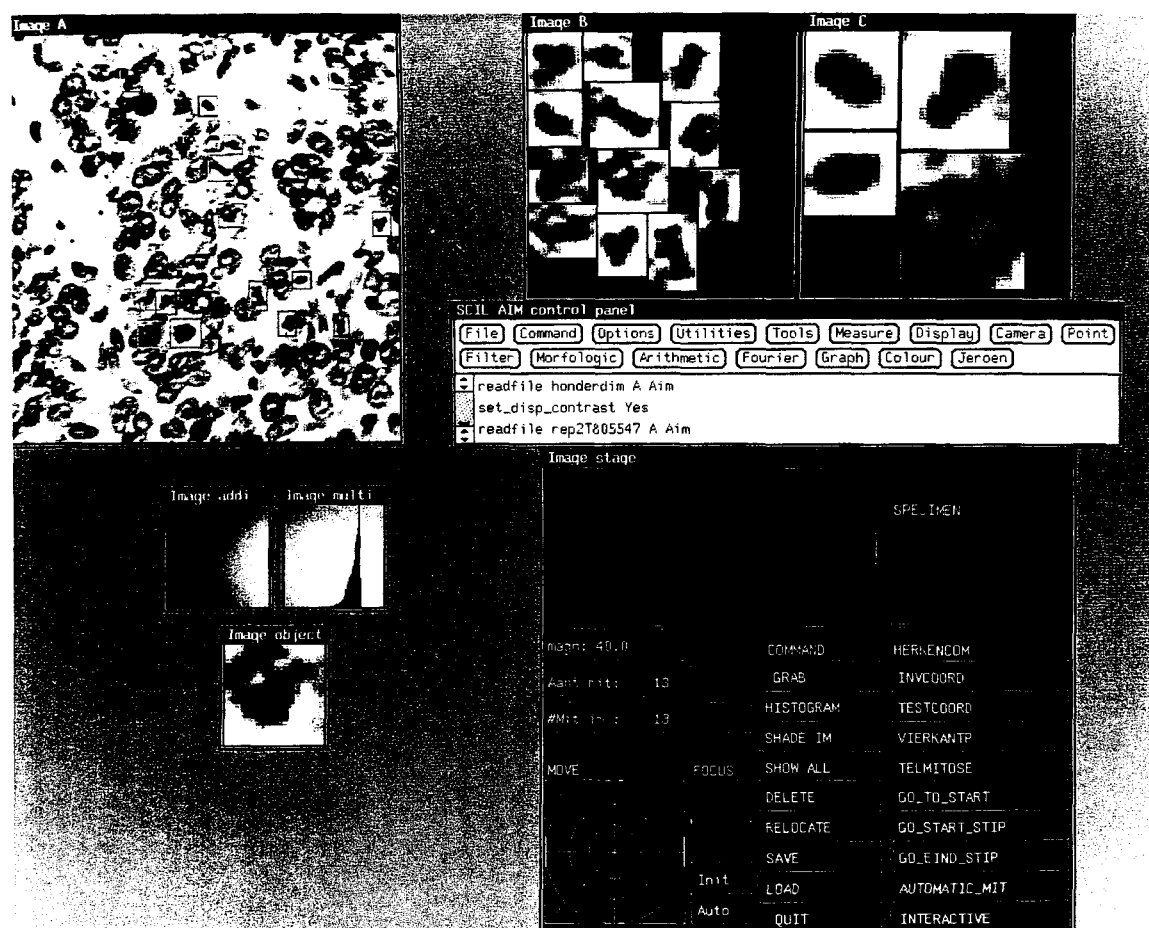 Image A
Image B
Image C
SCIL AIM control panel
File Command Options Utilities Tools Measure Display Camera Point
Filter Morfologic Arithmetic Fourier Graph Colour Jeroen
readfile honderdim A Aim
set_disp_contrast Yes
readfile rep2T805547 A Aim
Image stage
Image addi
Image multi
SPECIMEN
Image object
magn: 40.0
COMMAND HERKENCOM
Aant mit: 13
GRAB INVCOORD
#Mit in : 13
HISTOGRAM TESTCOORD
SHADE IM VIERKANTP
MOVE FOCUS SHOW ALL TELMITOSE
DELETE GO_TO_START
RELOCATE GO_START_STIP
SAVE GO_EIND_STIP
Init LOAD AUTOMATIC_MIT
Auto QUIT INTERACTIVE